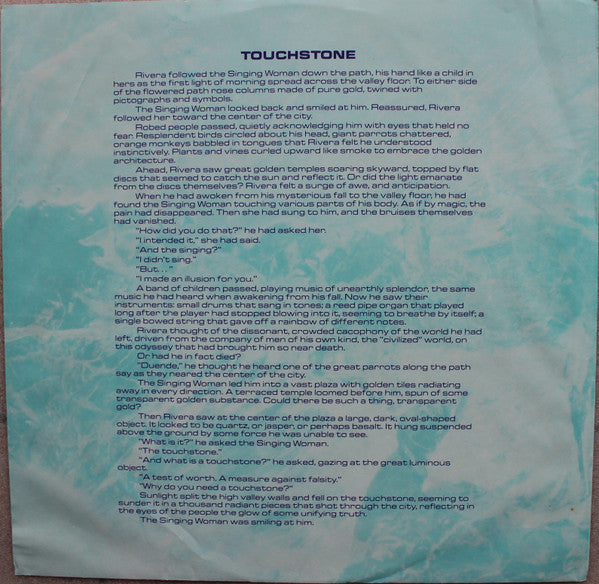 TOUCHSTONE
Rivera followed the Singing Woman down the path, his hand like a child in
hers as the first light of morning spread across the valley floor. To either side
of the flowered path rose columns made of pure gold, twined with
pictographs and symbols.
The Singing Woman looked back and smiled at him. Reassured, Rivera
followed her toward the center of the city.
Robed people passed, quietly acknowledging him with eyes that held no
fear. Resplendent birds circled about his head, giant parrots chattered,
orange monkeys babbled in tongues that Rivera felt he understood
instinctively. Plants and vines curled upward like smoke to embrace the golden
architecture.
Ahead, Rivera saw great golden temples soaring skyward, topped by flat
discs that seemed to catch the sun and reflect it. Or did the light emanate
from the discs themselves? Rivera felt a surge of awe, and anticipation.
When he had awoken from his mysterious fall to the valley floor, he had
found the Singing Woman touching various parts of his body. As if by magic, the
pain had disappeared. Then she had sung to him, and the bruises themselves
had vanished.
"How did you do that?" he had asked her.
"I intended it," she had said.
"And the singing?"
"I didn't sing."
"But..."
"I made an illusion for you."
A band of children passed, playing music of unearthly splendor, the same
music he had heard when awakening from his fall. Now he saw their
instruments: small drums that sang in tones; a reed pipe organ that played
long after the player had stopped blowing into it, seeming to breathe by itself; a
single bowed string that gave off a rainbow of different notes.
Rivera thought of the dissonant, crowded cacophony of the world he had
left, driven from the company of men of his own kind, the "civilized" world, on
this odyssey that had brought him so near death.
Or had he in fact died?
"Duende," he thought he heard one of the great parrots along the path
say as they neared the center of the city.
The Singing Woman led him into a vast plaza with golden tiles radiating
away in every direction. A terraced temple loomed before him, spun of some
transparent golden substance. Could there be such a thing, transparent
gold?
Then Rivera saw at the center of the plaza a large, dark, oval-shaped
object. It looked to be quartz, or jasper, or perhaps basalt. It hung suspended
above the ground by some force he was unable to see.
"What is it?" he asked the Singing Woman.
"The touchstone."
"And what is a touchstone?" he asked, gazing at the great luminous
object.
"A test of worth. A measure against falsity."
"Why do you need a touchstone?"
Sunlight split the high valley walls and fell on the touchstone, seeming to
sunder it in a thousand radiant pieces that shot through the city, reflecting in
the eyes of the people the glow of some unifying truth.
The Singing Woman was smiling at him.